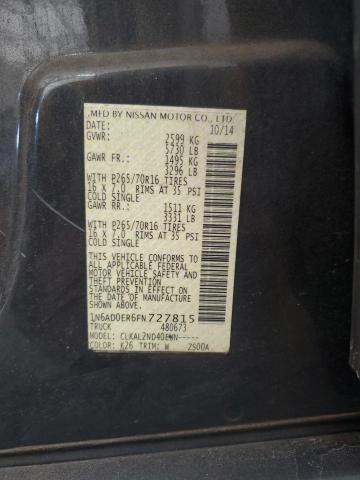 MFD BY NISSAN MOTOR CO., LTD.
DATE: 10/14
GVWR: 2599 KG
5730 LB
GAWR FR.: 1495 KG
3296 LB
WITH P265/70R16 TIRES
16 X 7.0 RIMS AT 35 PSI
COLD SINGLE
GAWR RR.: 1511 KG
3331 LB
WITH P265/70R16 TIRES
16 X 7.0 RIMS AT 35 PSI
COLD SINGLE
THIS VEHICLE CONFORMS TO
ALL APPLICABLE FEDERAL
MOTOR VEHICLE SAFETY AND
THEFT PREVENTION
STANDARDS IN EFFECT ON
THE DATE OF MANUFACTURE
SHOWN ABOVE.
1N6AD0ER6FN727815
TRUCK 480673
MODEL: CLKAL2ND40EWN-----
COLOR: K26 TRIM: W 2S00A